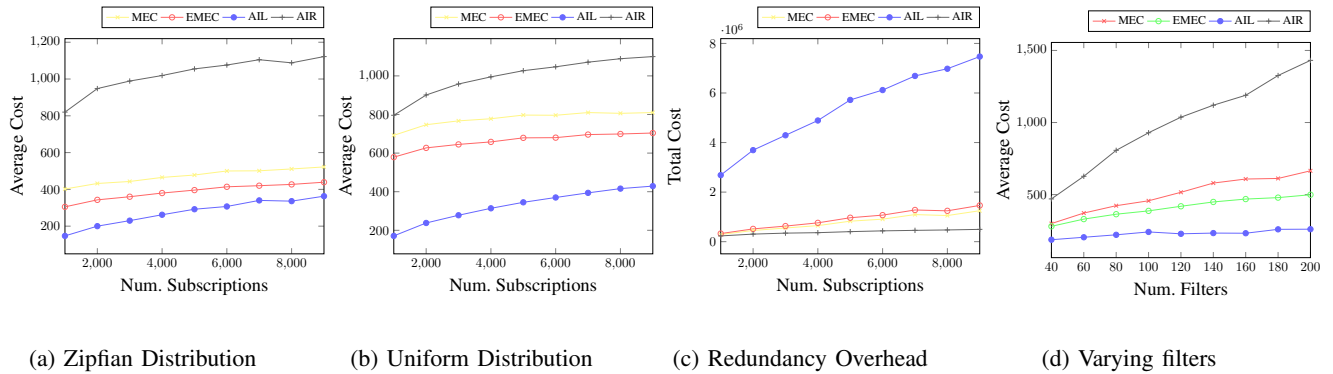 MEC EMEC AIL AIR
1,200
1,000
800
600
400
200
2,000 4,000 6,000 8,000
Average Cost
Num. Subscriptions
(a) Zipfian Distribution
MEC EMEC AIL AIR
1,000
800
600
400
200
2,000 4,000 6,000 8,000
Average Cost
Num. Subscriptions
(b) Uniform Distribution
MEC EMEC AIL AIR
·10⁶
8
6
4
2
0
2,000 4,000 6,000 8,000
Total Cost
Num. Subscriptions
(c) Redundancy Overhead
MEC EMEC AIL AIR
1,500
1,000
500
40 60 80 100 120 140 160 180 200
Average Cost
Num. Filters
(d) Varying filters